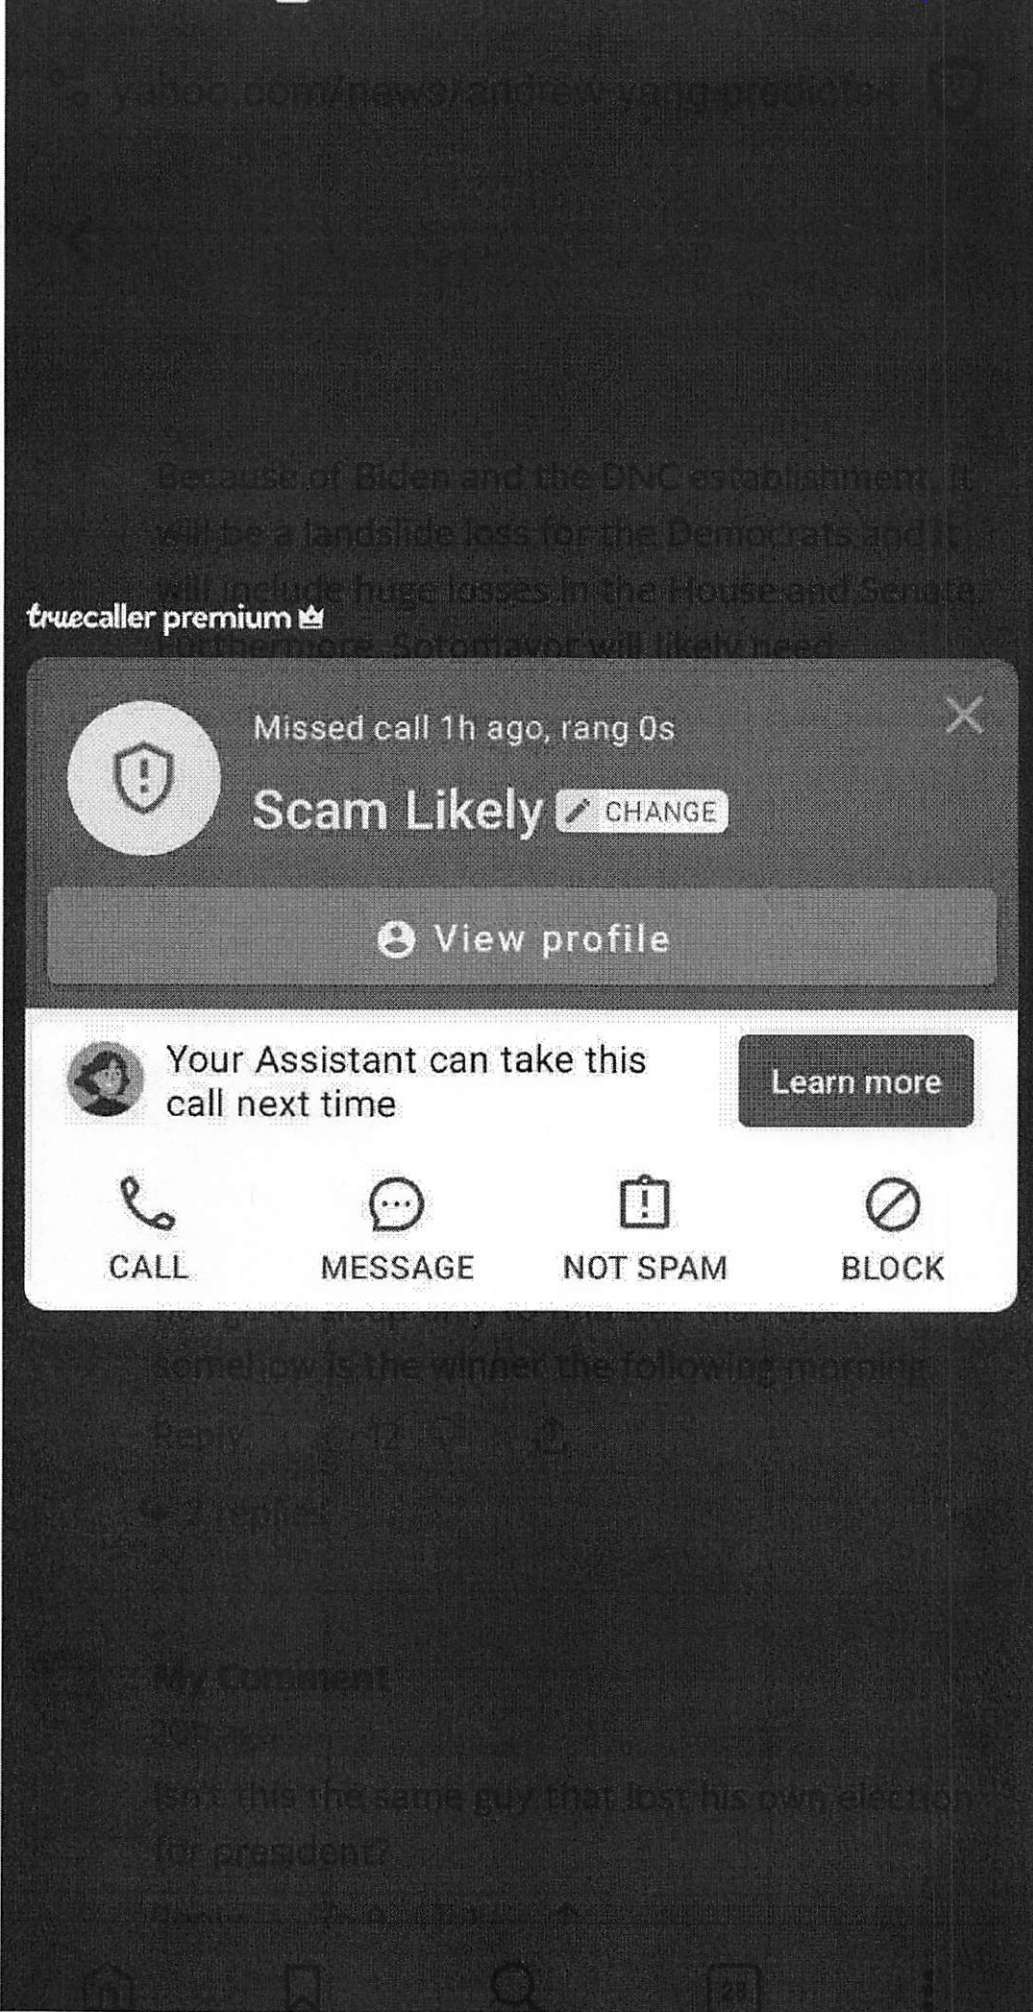 yahoo.com/news/andrew-yang-predicts-
Because of Biden and the DNC establishment, it
will be a landslide loss for the Democrats and it
will include huge losses in the House and Senate.
truecaller premium
Furthermore, Sotomayor will likely need
Missed call 1h ago, rang 0s
Scam Likely CHANGE
View profile
Your Assistant can take this
call next time
Learn more
CALL MESSAGE NOT SPAM BLOCK
somehow is the winner the following morning.
Reply 12
2 replies
My Comment
Isn't this the same guy that lost his own election
for president?